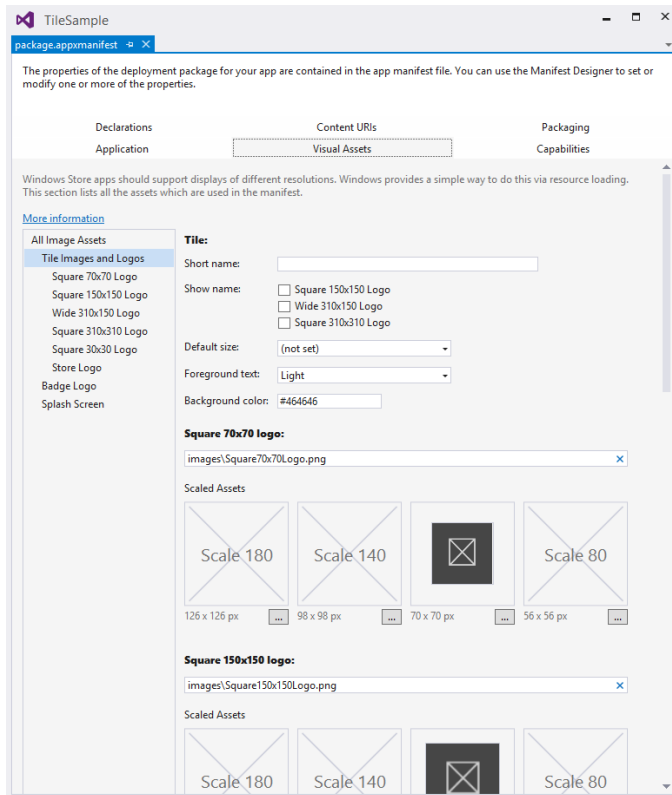 TileSample
package.appxmanifest
The properties of the deployment package for your app are contained in the app manifest file. You can use the Manifest Designer to set or
modify one or more of the properties.
Declarations
Content URIs
Packaging
Application
Visual Assets
Capabilities
Windows Store apps should support displays of different resolutions. Windows provides a simple way to do this via resource loading.
This section lists all the assets which are used in the manifest.
More information
All Image Assets
Tile Images and Logos
Square 70x70 Logo
Square 150x150 Logo
Wide 310x150 Logo
Square 310x310 Logo
Square 30x30 Logo
Store Logo
Badge Logo
Splash Screen
Tile:
Short name:
Show name:
Square 150x150 Logo
Wide 310x150 Logo
Square 310x310 Logo
Default size:
(not set)
Foreground text:
Light
Background color:
#464646
Square 70x70 logo:
images\Square70x70Logo.png
Scaled Assets
Scale 180
Scale 140
Scale 80
126 x 126 px
...
98 x 98 px
...
70 x 70 px
...
56 x 56 px
...
Square 150x150 logo:
images\Square150x150Logo.png
Scaled Assets
Scale 180
Scale 140
Scale 80